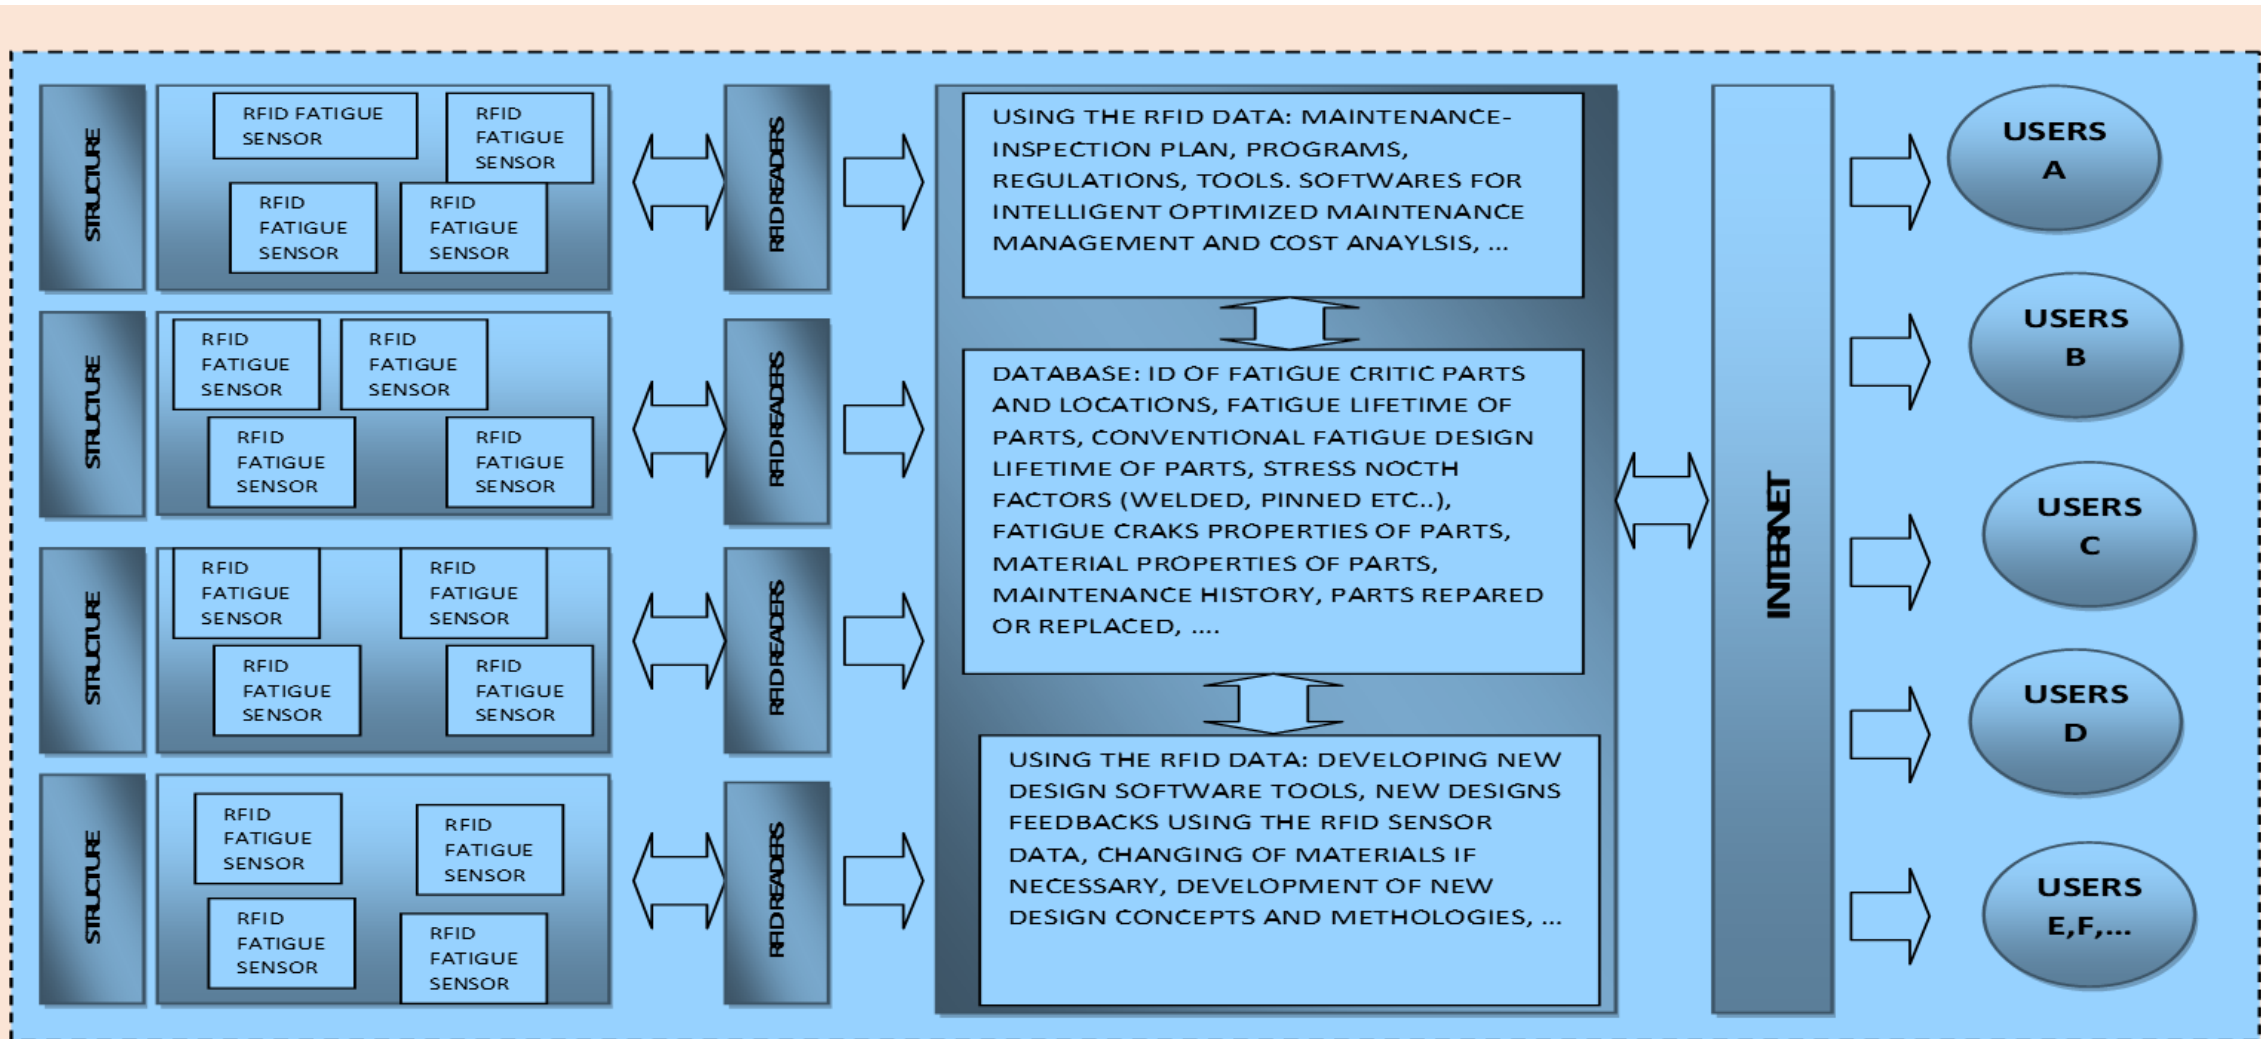 STRUCTURE
RFID FATIGUE
SENSOR
RFID
FATIGUE
SENSOR
RFID
FATIGUE
SENSOR
RFID
FATIGUE
SENSOR
RFID READERS
STRUCTURE
RFID
FATIGUE
SENSOR
RFID
FATIGUE
SENSOR
RFID
FATIGUE
SENSOR
RFID
FATIGUE
SENSOR
RFID READERS
STRUCTURE
RFID
FATIGUE
SENSOR
RFID
FATIGUE
SENSOR
RFID
FATIGUE
SENSOR
RFID
FATIGUE
SENSOR
RFID READERS
STRUCTURE
RFID
FATIGUE
SENSOR
RFID
FATIGUE
SENSOR
RFID
FATIGUE
SENSOR
RFID
FATIGUE
SENSOR
RFID READERS
USING THE RFID DATA: MAINTENANCE-
INSPECTION PLAN, PROGRAMS,
REGULATIONS, TOOLS. SOFTWARES FOR
INTELLIGENT OPTIMIZED MAINTENANCE
MANAGEMENT AND COST ANAYLSIS, ...
DATABASE: ID OF FATIGUE CRITIC PARTS
AND LOCATIONS, FATIGUE LIFETIME OF
PARTS, CONVENTIONAL FATIGUE DESIGN
LIFETIME OF PARTS, STRESS NOCTH
FACTORS (WELDED, PINNED ETC..),
FATIGUE CRAKS PROPERTIES OF PARTS,
MATERIAL PROPERTIES OF PARTS,
MAINTENANCE HISTORY, PARTS REPARED
OR REPLACED, ....
USING THE RFID DATA: DEVELOPING NEW
DESIGN SOFTWARE TOOLS, NEW DESIGNS
FEEDBACKS USING THE RFID SENSOR
DATA, CHANGING OF MATERIALS IF
NECESSARY, DEVELOPMENT OF NEW
DESIGN CONCEPTS AND METHOLOGIES, ...
INTERNET
USERS
A
USERS
B
USERS
C
USERS
D
USERS
E,F,...